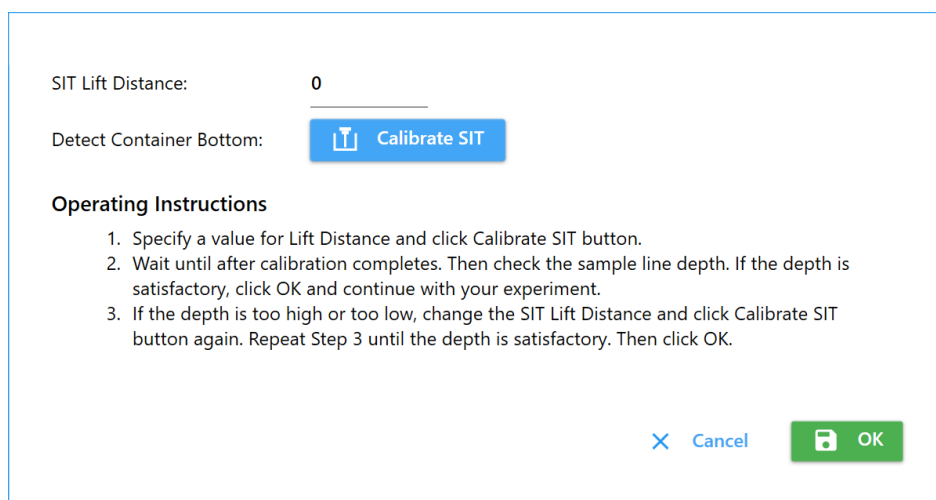 SIT Lift Distance: 0
Detect Container Bottom: Calibrate SIT
Operating Instructions
1. Specify a value for Lift Distance and click Calibrate SIT button.
2. Wait until after calibration completes. Then check the sample line depth. If the depth is
satisfactory, click OK and continue with your experiment.
3. If the depth is too high or too low, change the SIT Lift Distance and click Calibrate SIT
button again. Repeat Step 3 until the depth is satisfactory. Then click OK.
Cancel OK